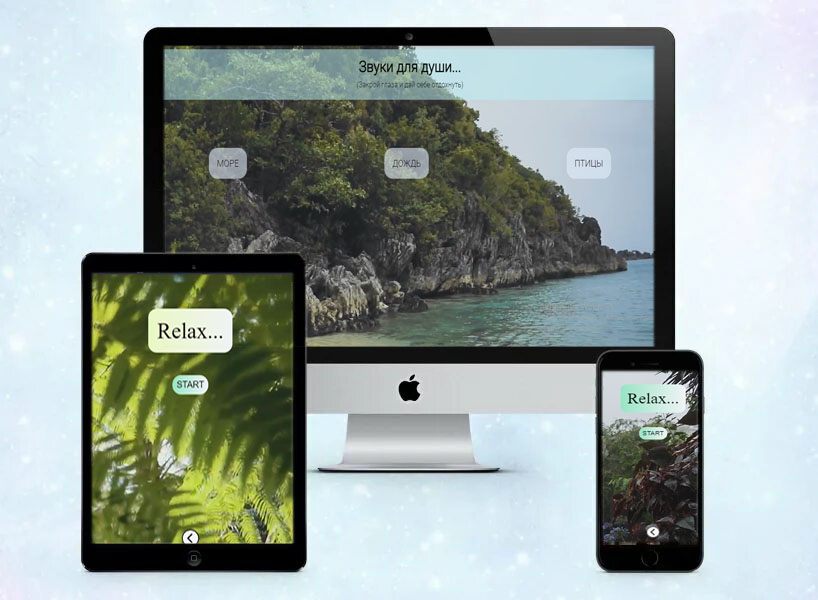 Звуки для души...
(Закрой глаза и дай себе отдохнуть)
МОРЕ
ДОЖДЬ
ПТИЦЫ
Relax...
START
Relax...
START